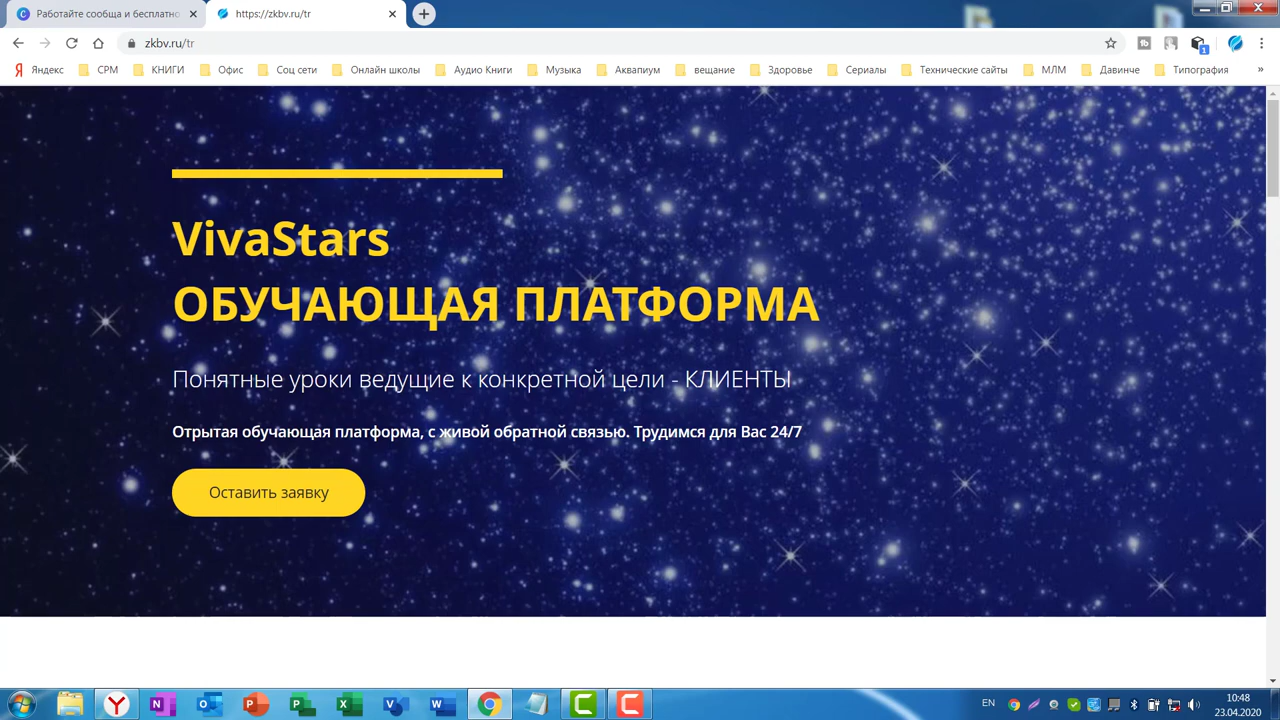 Работайте сообща и бесплатно
https://zkbv.ru/tr
zkbv.ru/tr
Яндекс СРМ КНИГИ Офис Соц сети Онлайн школы Аудио Книги Музыка Аквапиум вещание Здоровье Сериалы Технические сайты МЛМ Давинче Типография »
VivaStars
ОБУЧАЮЩАЯ ПЛАТФОРМА
Понятные уроки ведущие к конкретной цели - КЛИЕНТЫ
Отрытая обучающая платформа, с живой обратной связью. Трудимся для Вас 24/7
Оставить заявку
EN
10:48
23.04.2020